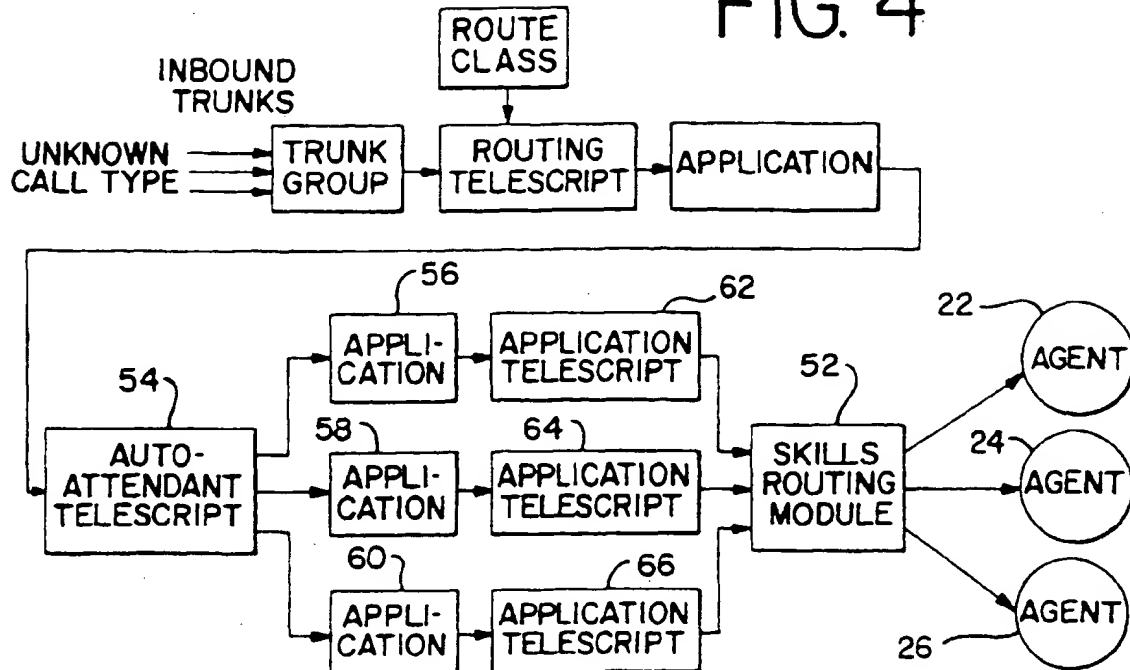 FIG. 4
ROUTE
CLASS
INBOUND
TRUNKS
UNKNOWN
CALL TYPE
TRUNK
GROUP
ROUTING
TELESCRIPT
APPLICATION
56
62
22
APPLI-
CATION
APPLICATION
TELESCRIPT
AGENT
54
52
58
64
24
AUTO-
ATTENDANT
TELESCRIPT
APPLI-
CATION
APPLICATION
TELESCRIPT
SKILLS
ROUTING
MODULE
AGENT
60
66
APPLI-
CATION
APPLICATION
TELESCRIPT
AGENT
26